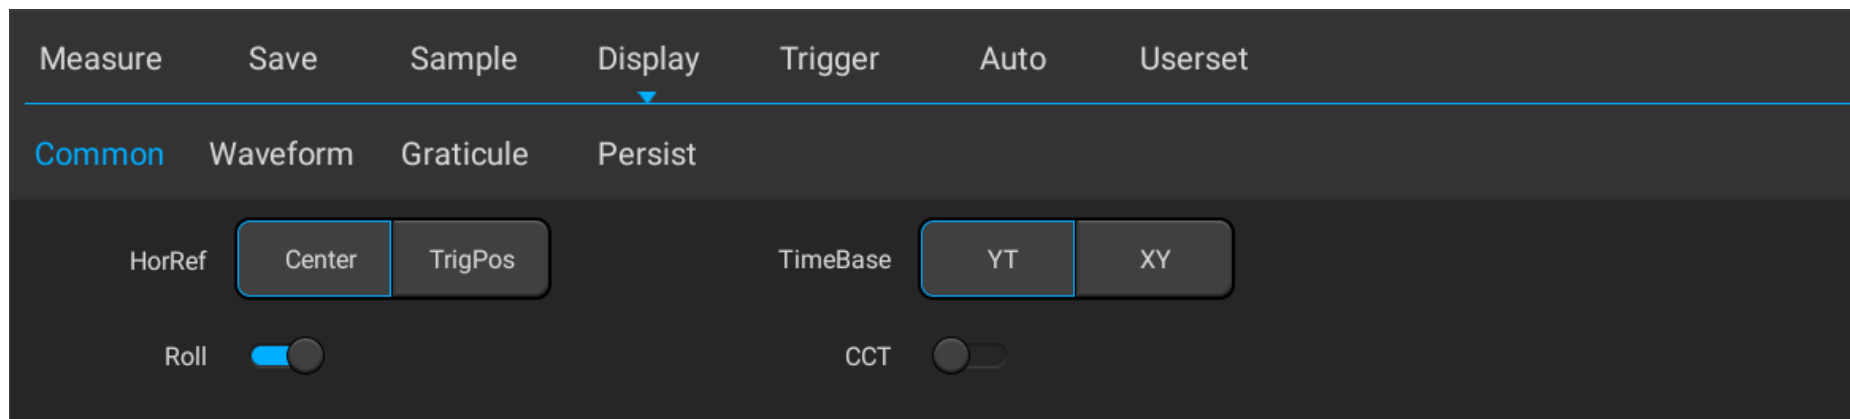 Measure Save Sample Display Trigger Auto Userset
Common Waveform Graticule Persist
HorRef Center TrigPos TimeBase YT XY
Roll CCT